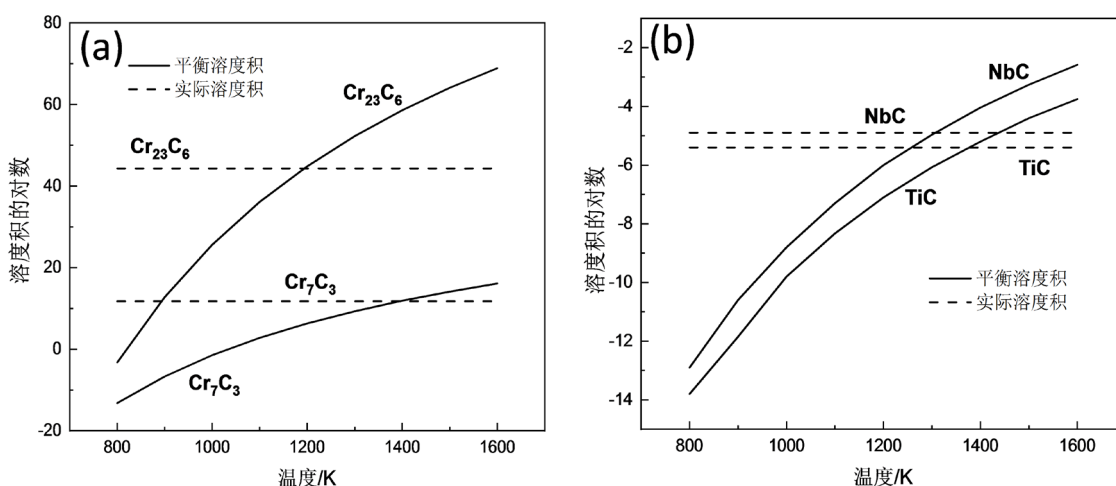 (a)
平衡溶度积
实际溶度积
Cr₂₃C₆
Cr₂₃C₆
Cr₇C₃
Cr₇C₃
溶度积的对数
80
60
40
20
0
-20
800 1000 1200 1400 1600
温度/K
(b)
NbC
NbC
TiC
TiC
平衡溶度积
实际溶度积
溶度积的对数
-2
-4
-6
-8
-10
-12
-14
800 1000 1200 1400 1600
温度/K